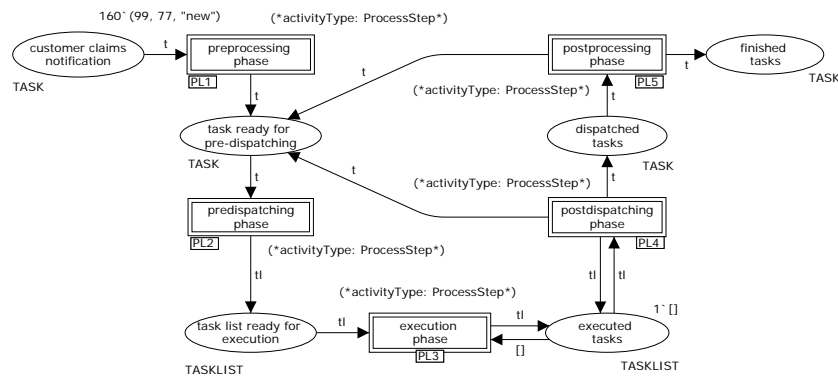 160`(99, 77, "new")
(*activityType: ProcessStep*)
customer claims
notification
t
preprocessing
phase
postprocessing
phase
t
finished
tasks
TASK
PL1
t
(*activityType: ProcessStep*)
PL5
TASK
t
t
task ready for
pre-dispatching
dispatched
tasks
TASK
TASK
t
t
(*activityType: ProcessStep*)
t
predispatching
phase
postdispatching
phase
PL2
PL4
(*activityType: ProcessStep*)
tl
tl
tl
(*activityType: ProcessStep*)
1`[]
task list ready for
execution
tl
execution
phase
tl
[]
executed
tasks
PL3
TASKLIST
TASKLIST